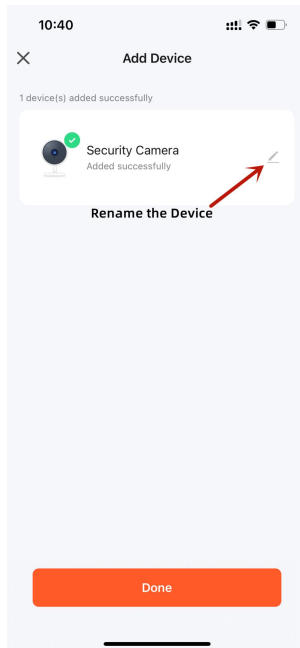 10:40
Add Device
1 device(s) added successfully
Security Camera
Added successfully
Rename the Device
Done